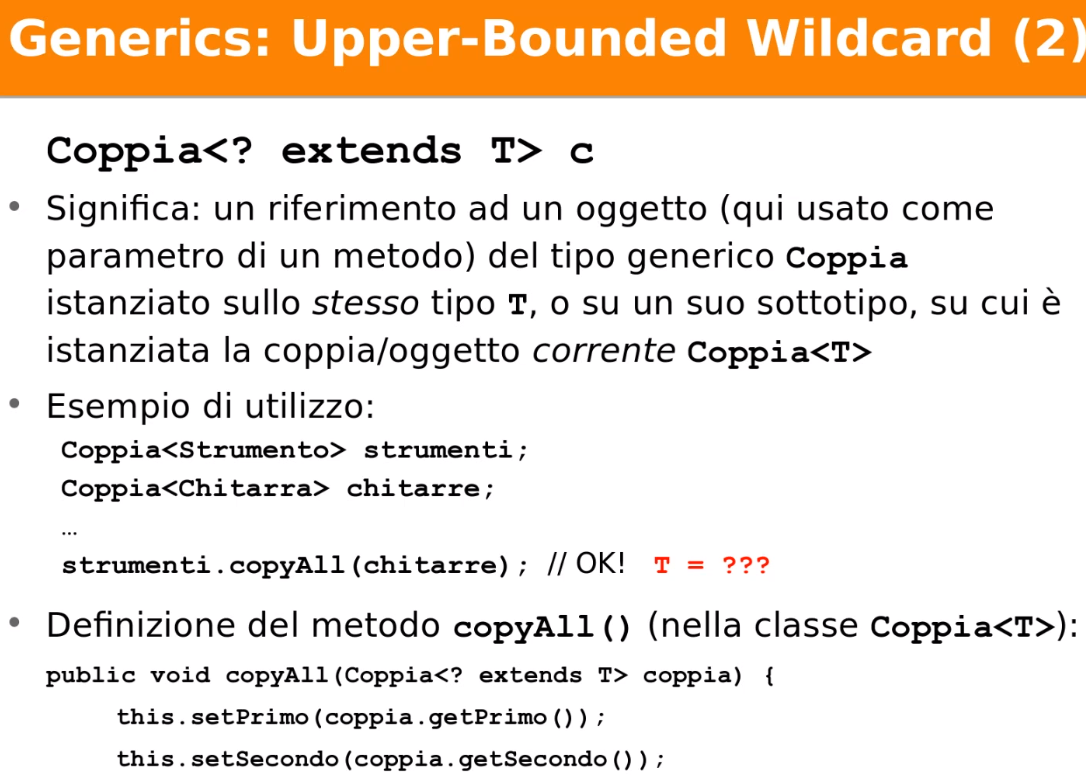 Generics: Upper-Bounded Wildcard (2)
Coppia<? extends T> c
• Significa: un riferimento ad un oggetto (qui usato come
parametro di un metodo) del tipo generico Coppia
istanziato sullo stesso tipo T, o su un suo sottotipo, su cui è
istanziata la coppia/oggetto corrente Coppia<T>
• Esempio di utilizzo:
Coppia<Strumento> strumenti;
Coppia<Chitarra> chitarre;
…
strumenti.copyAll(chitarre); // OK! T = ???
• Definizione del metodo copyAll() (nella classe Coppia<T>):
public void copyAll(Coppia<? extends T> coppia) {
this.setPrimo(coppia.getPrimo());
this.setSecondo(coppia.getSecondo());